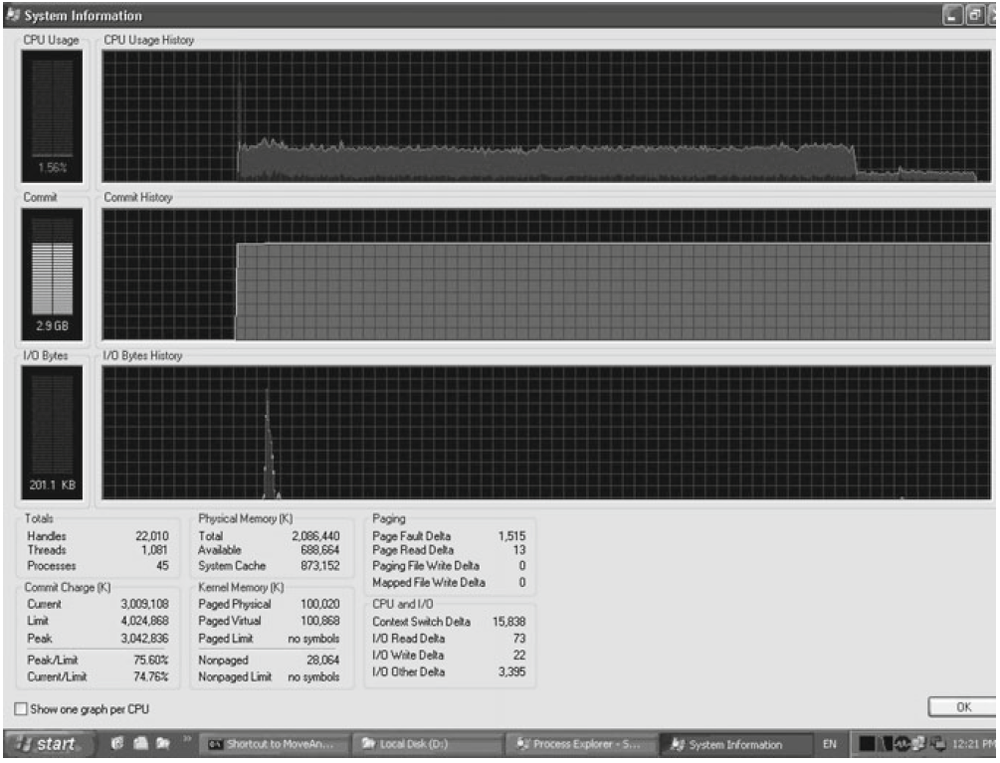 System Information
CPU Usage CPU Usage History
1.56%
Commit Commit History
2.9 GB
I/O Bytes I/O Bytes History
201.1 KB
Totals
Handles 22,010
Threads 1,081
Processes 45
Commit Charge (K)
Current 3,009,108
Limit 4,024,868
Peak 3,042,836
Peak/Limit 75.60%
Current/Limit 74.76%
Physical Memory (K)
Total 2,086,440
Available 688,664
System Cache 873,152
Kernel Memory (K)
Paged Physical 100,020
Paged Virtual 100,868
Paged Limit no symbols
Nonpaged 28,064
Nonpaged Limit no symbols
Paging
Page Fault Delta 1,515
Page Read Delta 13
Paging File Write Delta 0
Mapped File Write Delta 0
CPU and I/O
Context Switch Delta 15,838
I/O Read Delta 73
I/O Write Delta 22
I/O Other Delta 3,395
Show one graph per CPU
OK
start Shortcut to MoveAn... Local Disk (D:) Process Explorer - S... System Information EN 12:21 PM